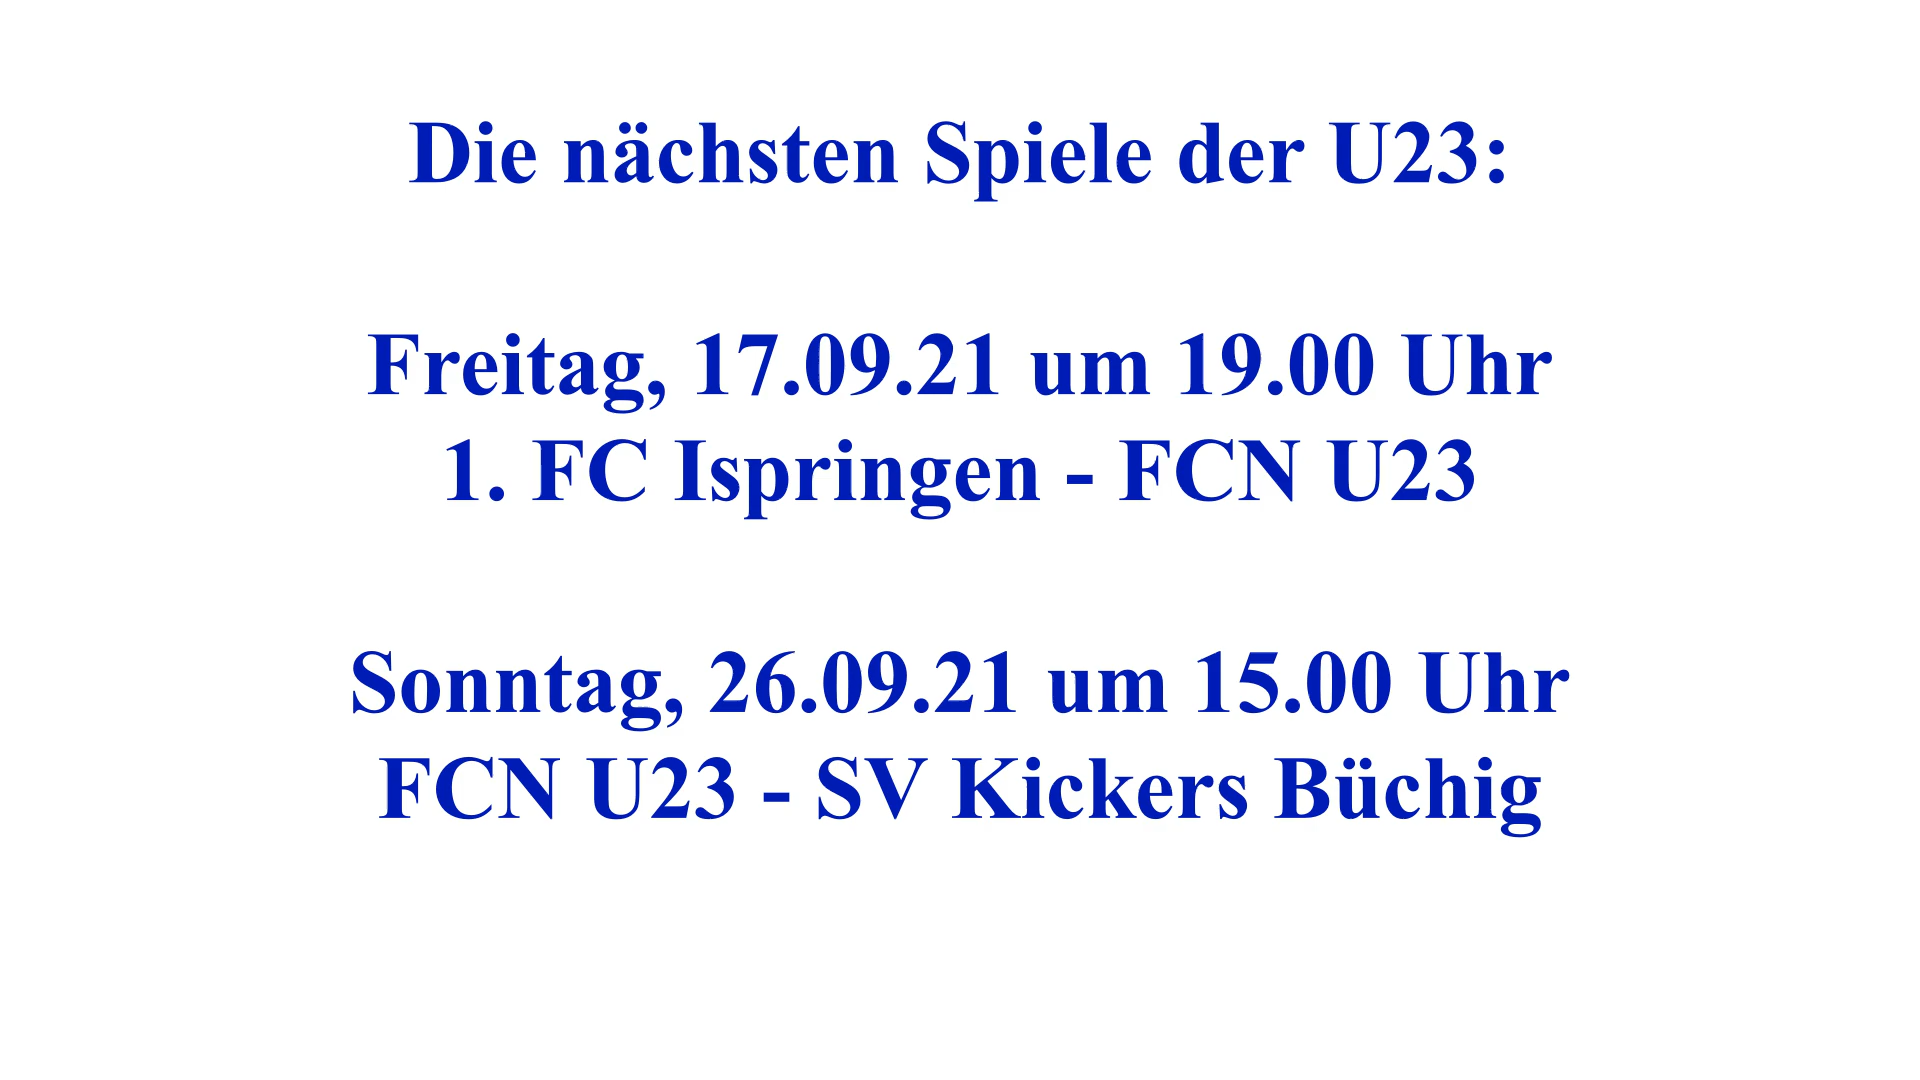 Die nächsten Spiele der U23:
Freitag, 17.09.21 um 19.00 Uhr
1. FC Ispringen - FCN U23
Sonntag, 26.09.21 um 15.00 Uhr
FCN U23 - SV Kickers Büchig